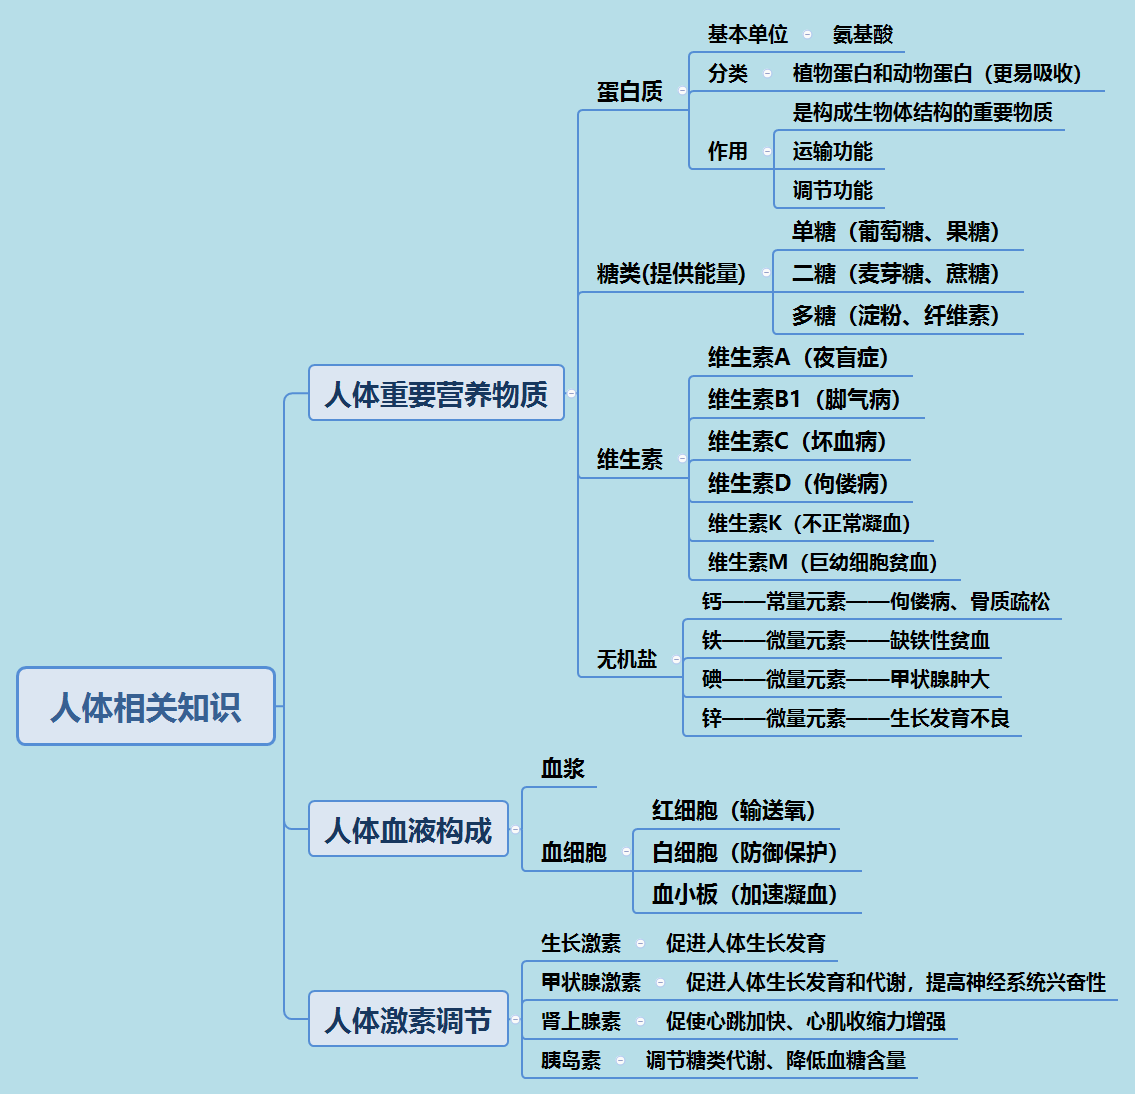 人体相关知识
人体重要营养物质
蛋白质
基本单位
氨基酸
分类
植物蛋白和动物蛋白（更易吸收）
作用
是构成生物体结构的重要物质
运输功能
调节功能
糖类(提供能量)
单糖（葡萄糖、果糖）
二糖（麦芽糖、蔗糖）
多糖（淀粉、纤维素）
维生素
维生素A（夜盲症）
维生素B1（脚气病）
维生素C（坏血病）
维生素D（佝偻病）
维生素K（不正常凝血）
维生素M（巨幼细胞贫血）
无机盐
钙——常量元素——佝偻病、骨质疏松
铁——微量元素——缺铁性贫血
碘——微量元素——甲状腺肿大
锌——微量元素——生长发育不良
人体血液构成
血浆
血细胞
红细胞（输送氧）
白细胞（防御保护）
血小板（加速凝血）
人体激素调节
生长激素
促进人体生长发育
甲状腺激素
促进人体生长发育和代谢，提高神经系统兴奋性
肾上腺素
促使心跳加快、心肌收缩力增强
胰岛素
调节糖类代谢、降低血糖含量